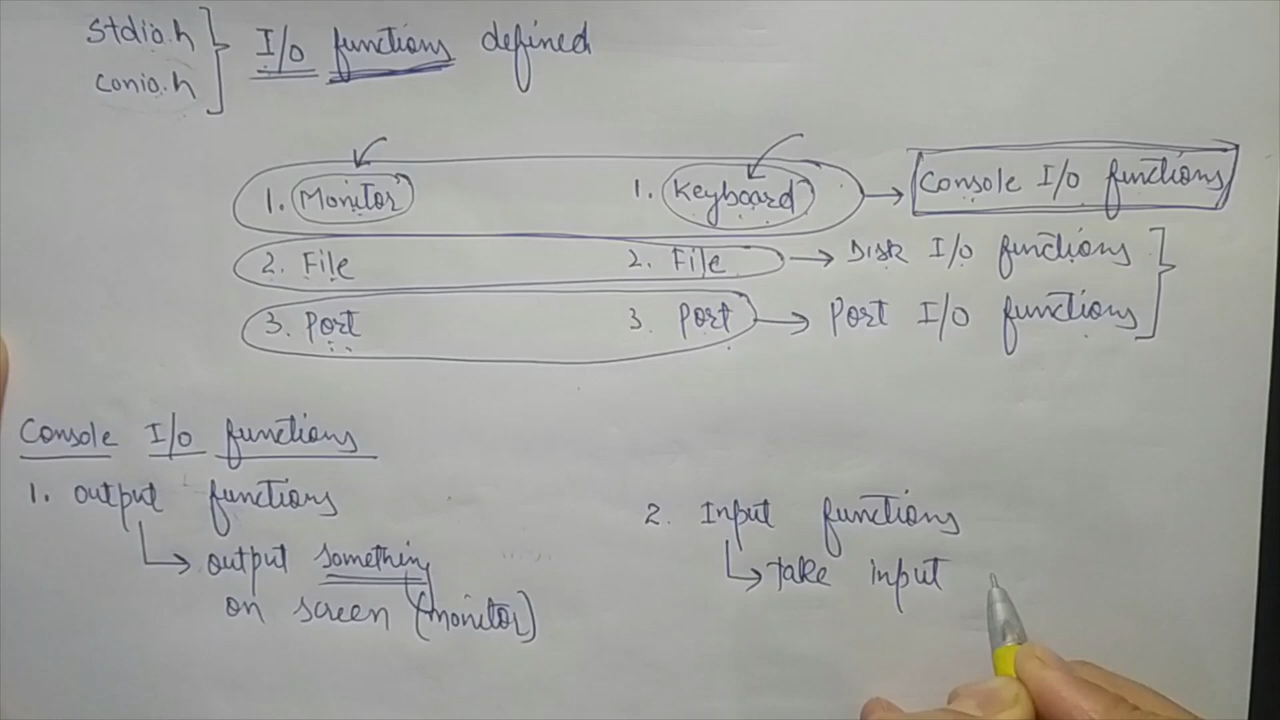 stdio.h
conio.h
I/o functions defined
1. Monitor 1. Keyboard → Console I/o functions
2. File 2. File → Disk I/o functions
3. Port 3. Port → Port I/o functions
Console I/o functions
1. output functions
output something
on screen (monitor)
2. Input functions
take input